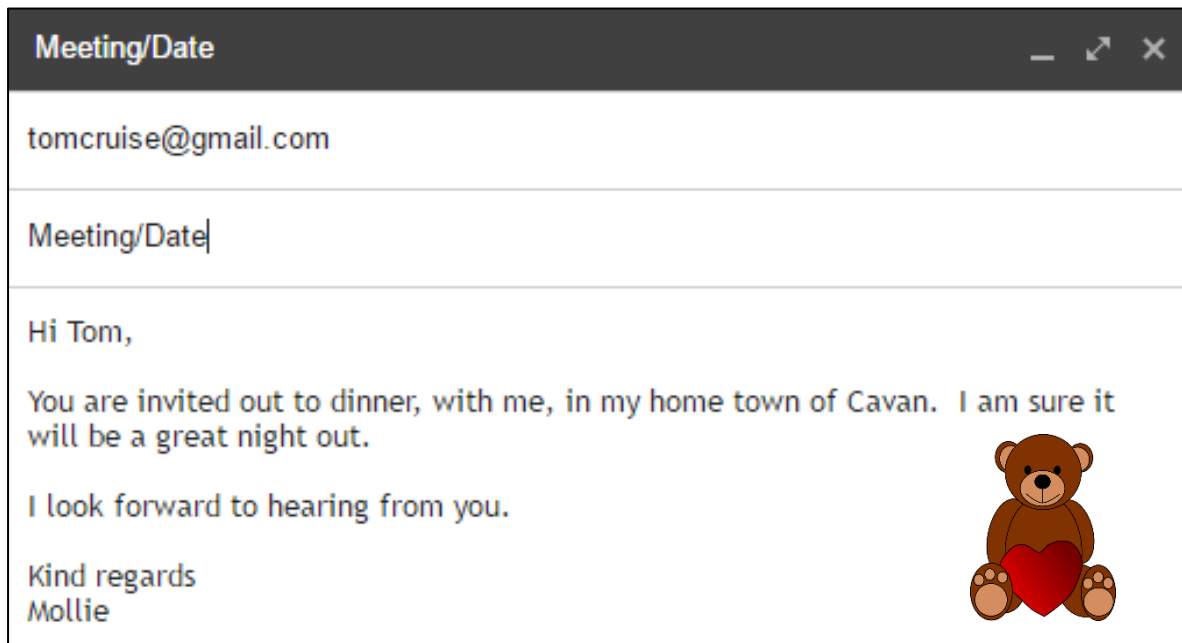 Meeting/Date
tomcruise@gmail.com
Meeting/Date
Hi Tom,
You are invited out to dinner, with me, in my home town of Cavan.  I am sure it
will be a great night out.
I look forward to hearing from you.
Kind regards
Mollie